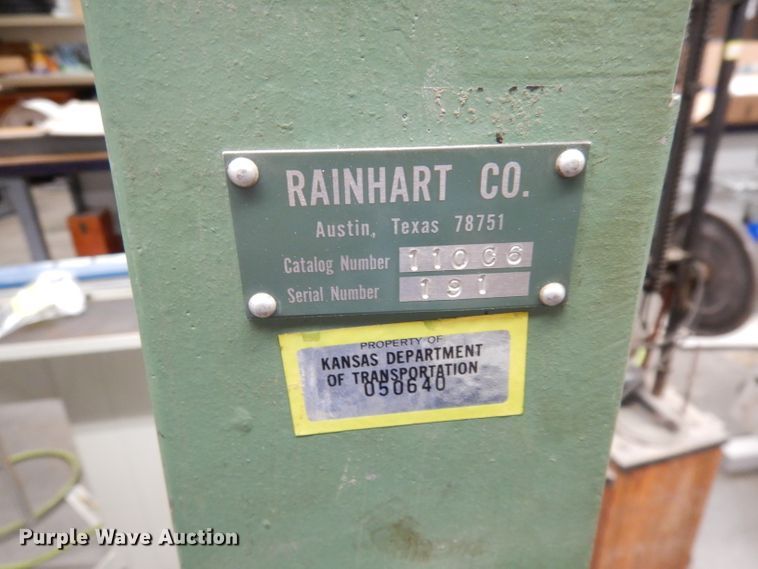 RAINHART CO.
Austin, Texas 78751
Catalog Number 110C6
Serial Number 191
PROPERTY OF
KANSAS DEPARTMENT
OF TRANSPORTATION
050640
Purple Wave Auction